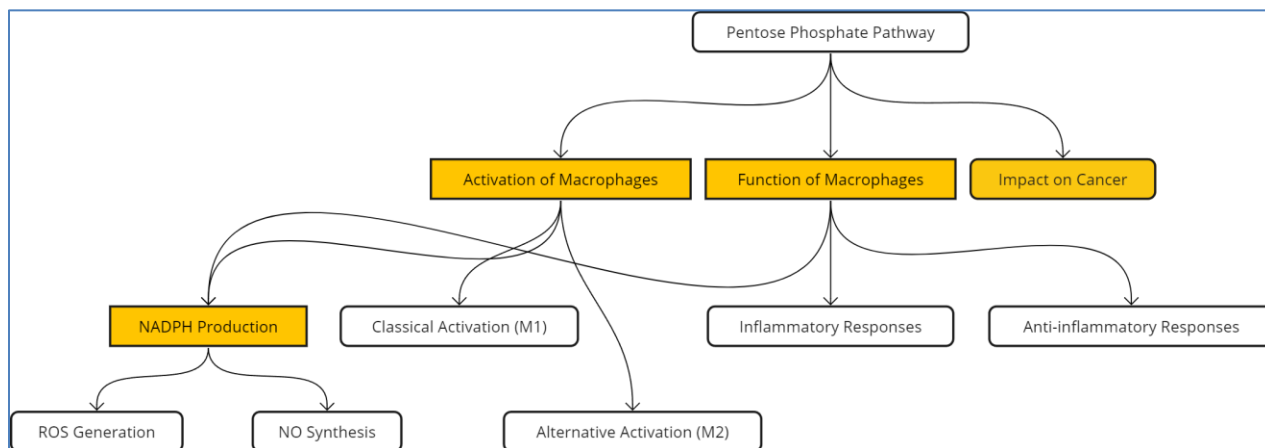 Pentose Phosphate Pathway
Activation of Macrophages
Function of Macrophages
Impact on Cancer
NADPH Production
Classical Activation (M1)
Inflammatory Responses
Anti-inflammatory Responses
ROS Generation
NO Synthesis
Alternative Activation (M2)